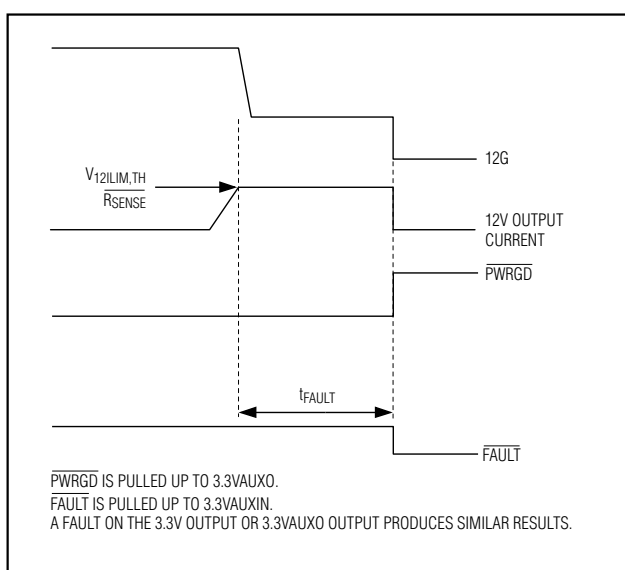 12G
V12ILIM,TH
RSENSE
12V OUTPUT
CURRENT
PWRGD
tFAULT
FAULT
PWRGD IS PULLED UP TO 3.3VAUXO.
FAULT IS PULLED UP TO 3.3VAUXIN.
A FAULT ON THE 3.3V OUTPUT OR 3.3VAUXO OUTPUT PRODUCES SIMILAR RESULTS.